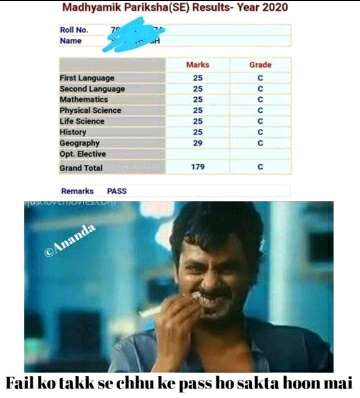 Madhyamik Pariksha(SE) Results- Year 2020
Roll No.
Name
Marks Grade
First Language 25 C
Second Language 25 C
Mathematics 25 C
Physical Science 25 C
Life Science 25 C
History 25 C
Geography 29 C
Opt. Elective
Grand Total 179 C
Remarks PASS
©Ananda
Fail ko takk se chhu ke pass ho sakta hoon mai